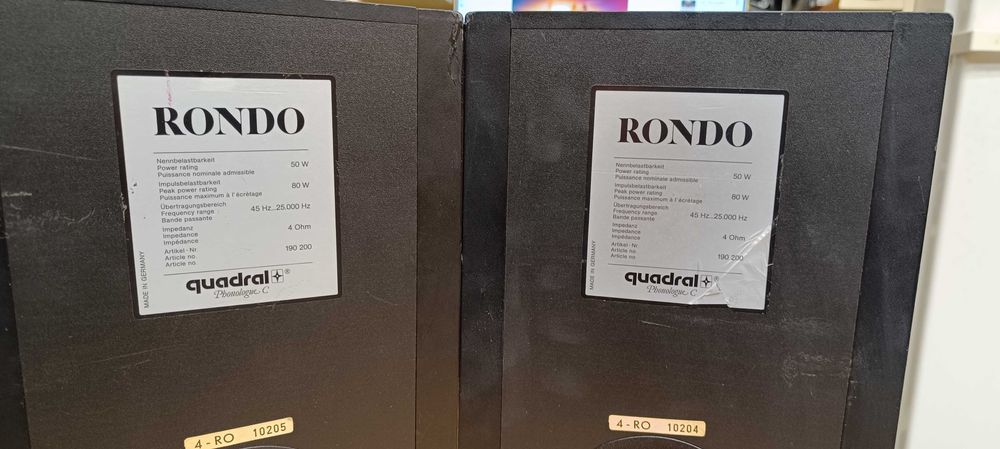 RONDO
Nennbelastbarkeit
Power rating 50 W
Puissance nominale admissible
Impulsbelastbarkeit
Peak power rating 80 W
Puissance maximum à l'écrêtage
Übertragungsbereich
Frequency range 45 Hz...25.000 Hz
Bande passante
Impedanz
Impedance 4 Ohm
Impédance
Artikel-Nr.
Article no. 190 200
Article no.
MADE IN GERMANY
quadral®
Phonologue C
4-RO 10205
RONDO
Nennbelastbarkeit
Power rating 50 W
Puissance nominale admissible
Impulsbelastbarkeit
Peak power rating 80 W
Puissance maximum à l'écrêtage
Übertragungsbereich
Frequency range 45 Hz...25.000 Hz
Bande passante
Impedanz
Impedance 4 Ohm
Impédance
Artikel-Nr.
Article no. 190 200
Article no.
MADE IN GERMANY
quadral®
Phonologue C
4-RO 10204